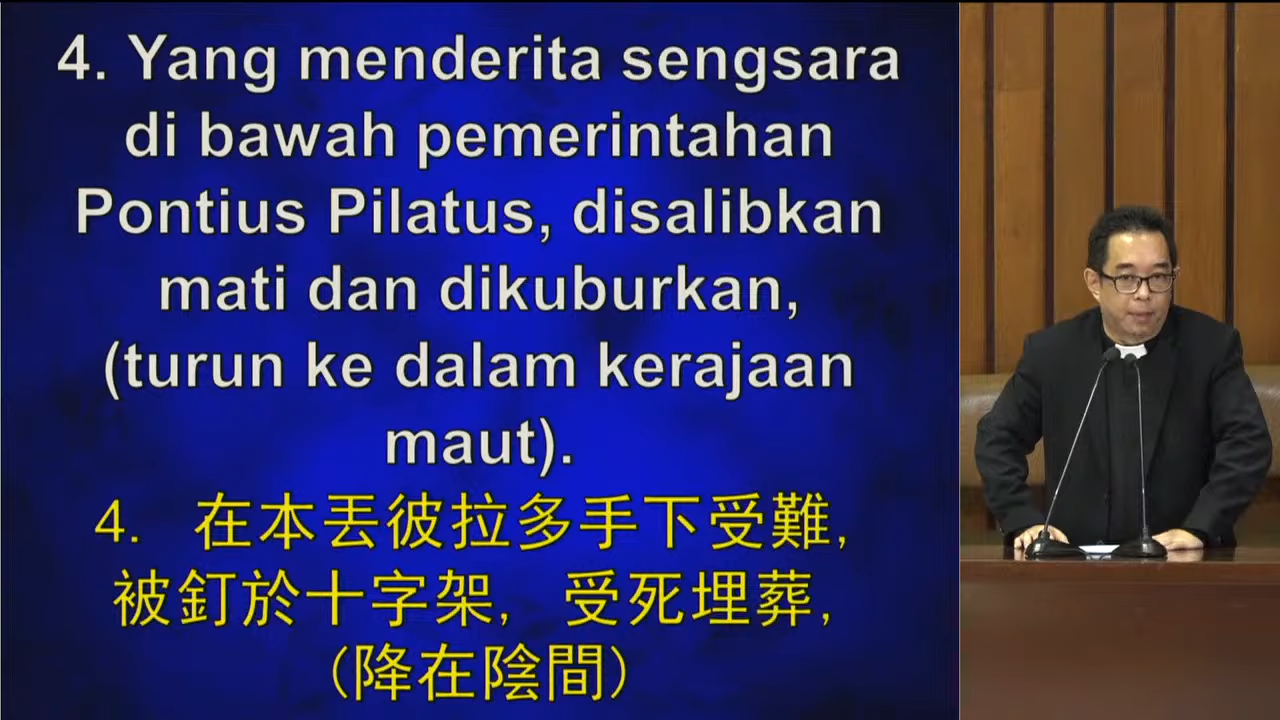 4. Yang menderita sengsara
di bawah pemerintahan
Pontius Pilatus, disalibkan
mati dan dikuburkan,
(turun ke dalam kerajaan
maut).
4. 在本丟彼拉多手下受難,
被釘於十字架, 受死埋葬,
(降在陰間)